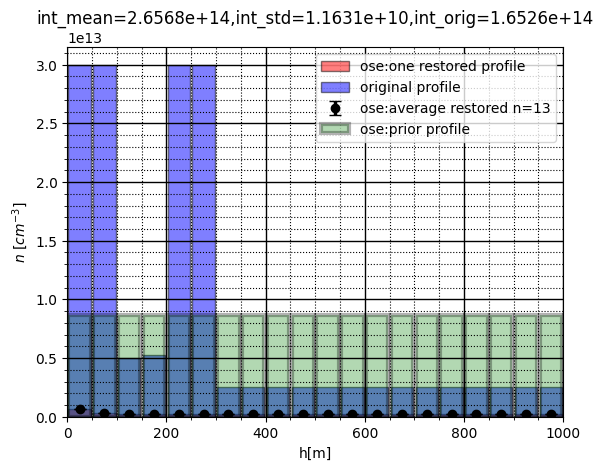 int_mean=2.6568e+14,int_std=1.1631e+10,int_orig=1.6526e+14
1e13
ose:one restored profile
original profile
ose:average restored n=13
ose:prior profile
3.0
2.5
2.0
1.5
1.0
0.5
0.0
n [cm⁻³]
0 200 400 600 800 1000
h[m]